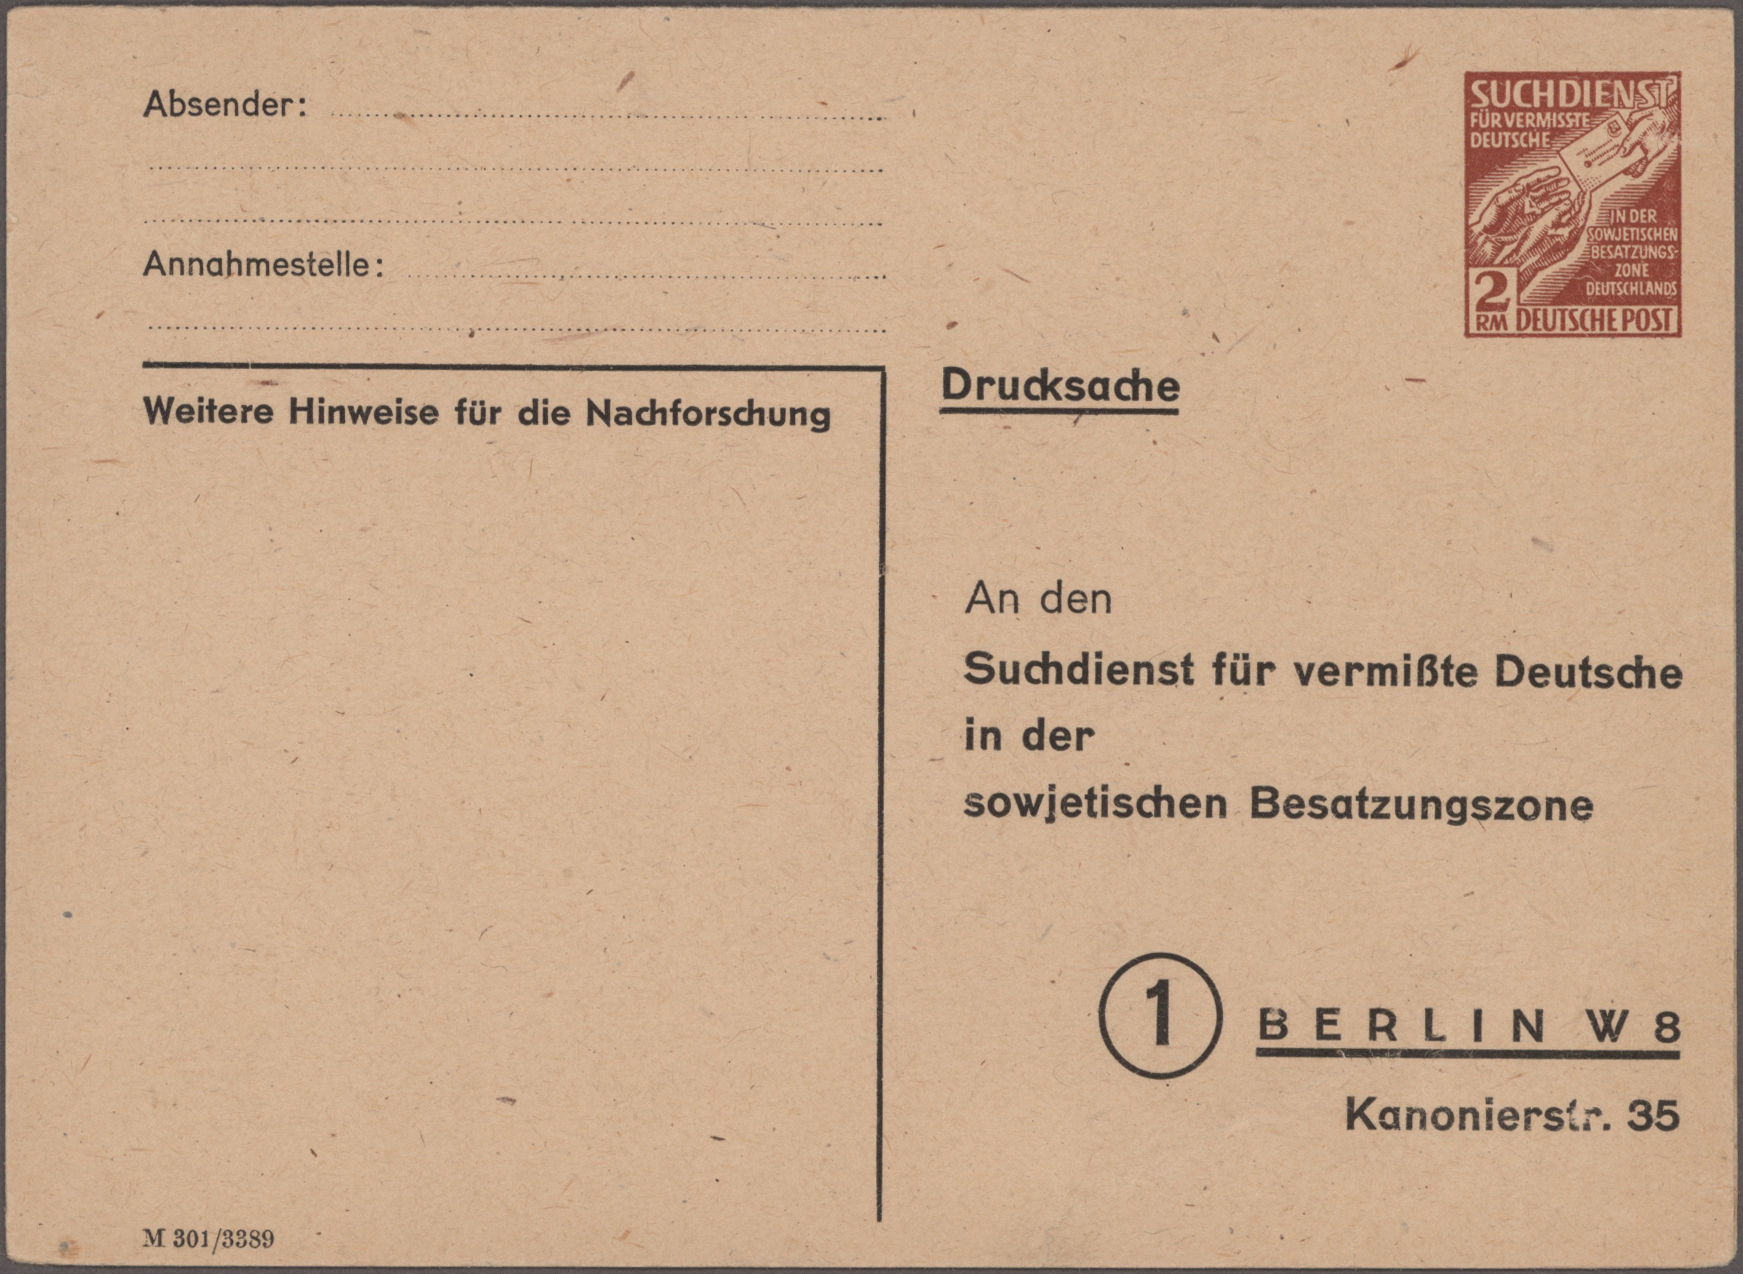 Absender:
Annahmestelle:
Weitere Hinweise für die Nachforschung
M 301/3389
SUCHDIENST
FÜR VERMISSTE
DEUTSCHE
IN DER
SOWJETISCHEN
BESATZUNGS-
ZONE
DEUTSCHLANDS
2
RM DEUTSCHE POST
Drucksache
An den
Suchdienst für vermißte Deutsche
in der
sowjetischen Besatzungszone
1 BERLIN W 8
Kanonierstr. 35